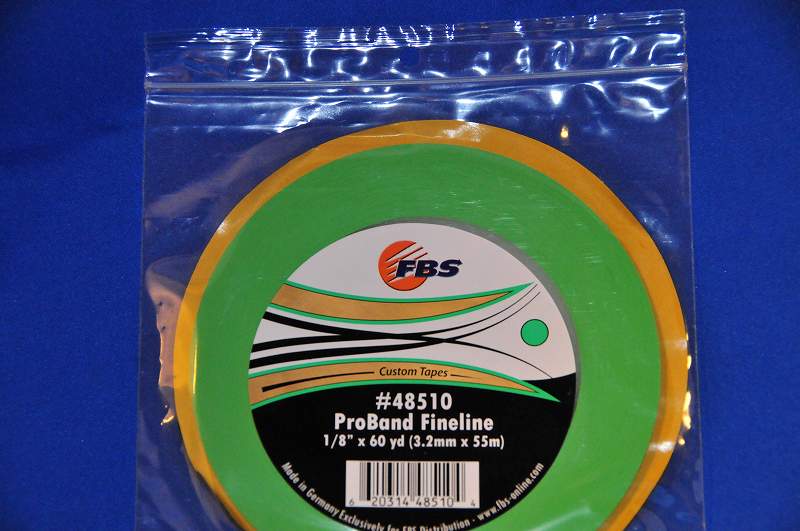 FBS
Custom Tapes
#48510
ProBand Fineline
1/8" x 60 yd (3.2mm x 55m)
6 20314 48510 4
Made in Germany Exclusively for FBS Distribution - www.fbs-online.com